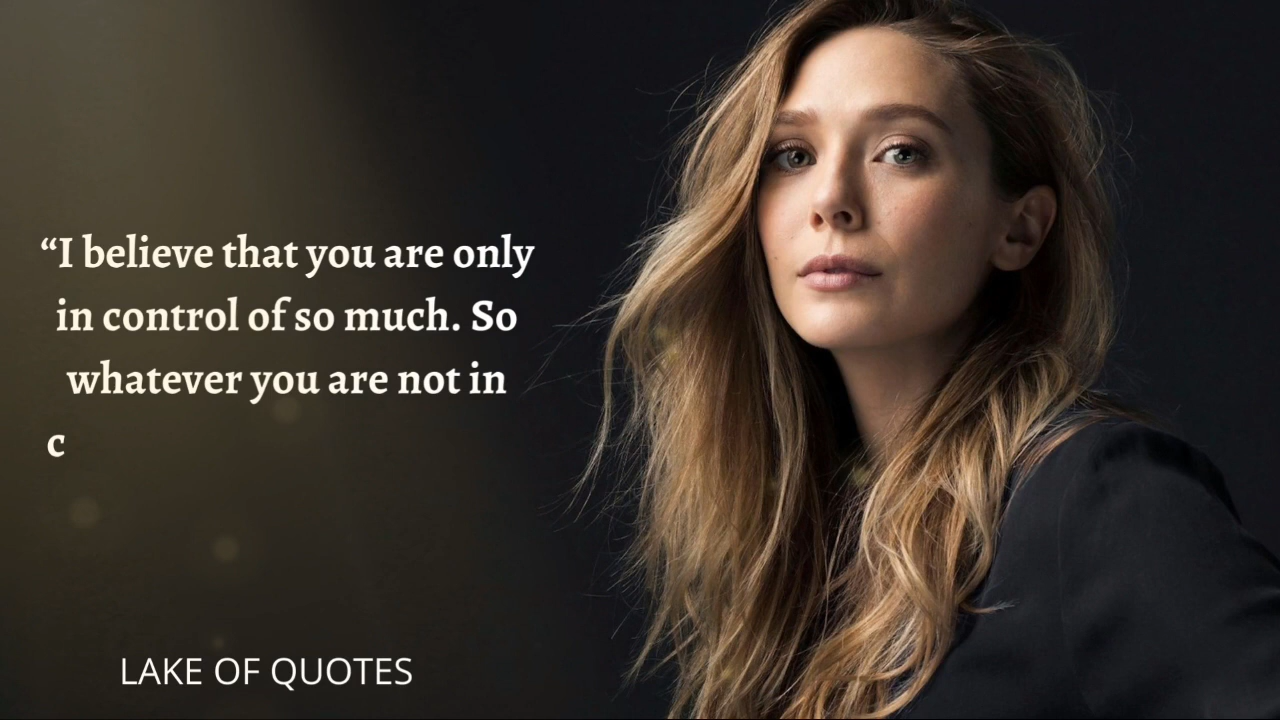 “I believe that you are only
in control of so much. So
whatever you are not in
c
LAKE OF QUOTES